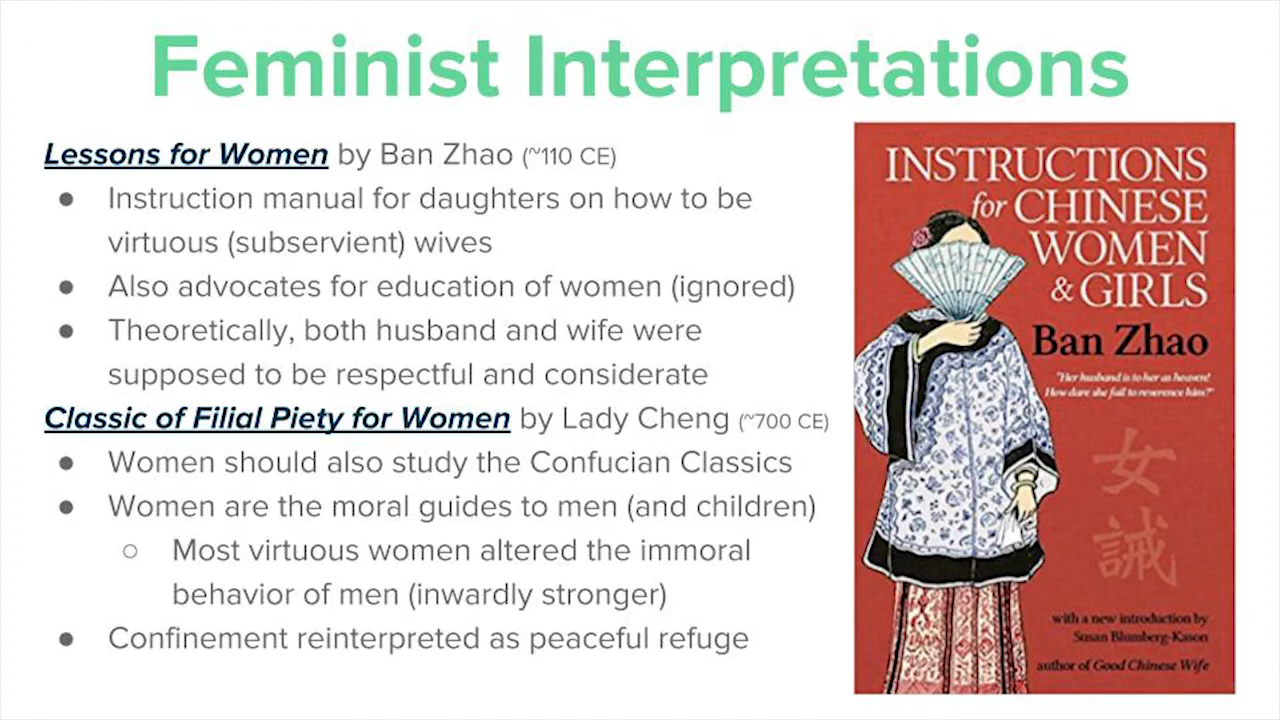 Feminist Interpretations
Lessons for Women by Ban Zhao (~110 CE)
● Instruction manual for daughters on how to be
virtuous (subservient) wives
● Also advocates for education of women (ignored)
● Theoretically, both husband and wife were
supposed to be respectful and considerate
Classic of Filial Piety for Women by Lady Cheng (~700 CE)
● Women should also study the Confucian Classics
● Women are the moral guides to men (and children)
○ Most virtuous women altered the immoral
behavior of men (inwardly stronger)
● Confinement reinterpreted as peaceful refuge
INSTRUCTIONS
for CHINESE
WOMEN
& GIRLS
Ban Zhao
"Her husband is to her as heaven!
How dare she fail to reverence him?"
女
誡
with a new introduction by
Susan Blumberg-Kason
author of Good Chinese Wife